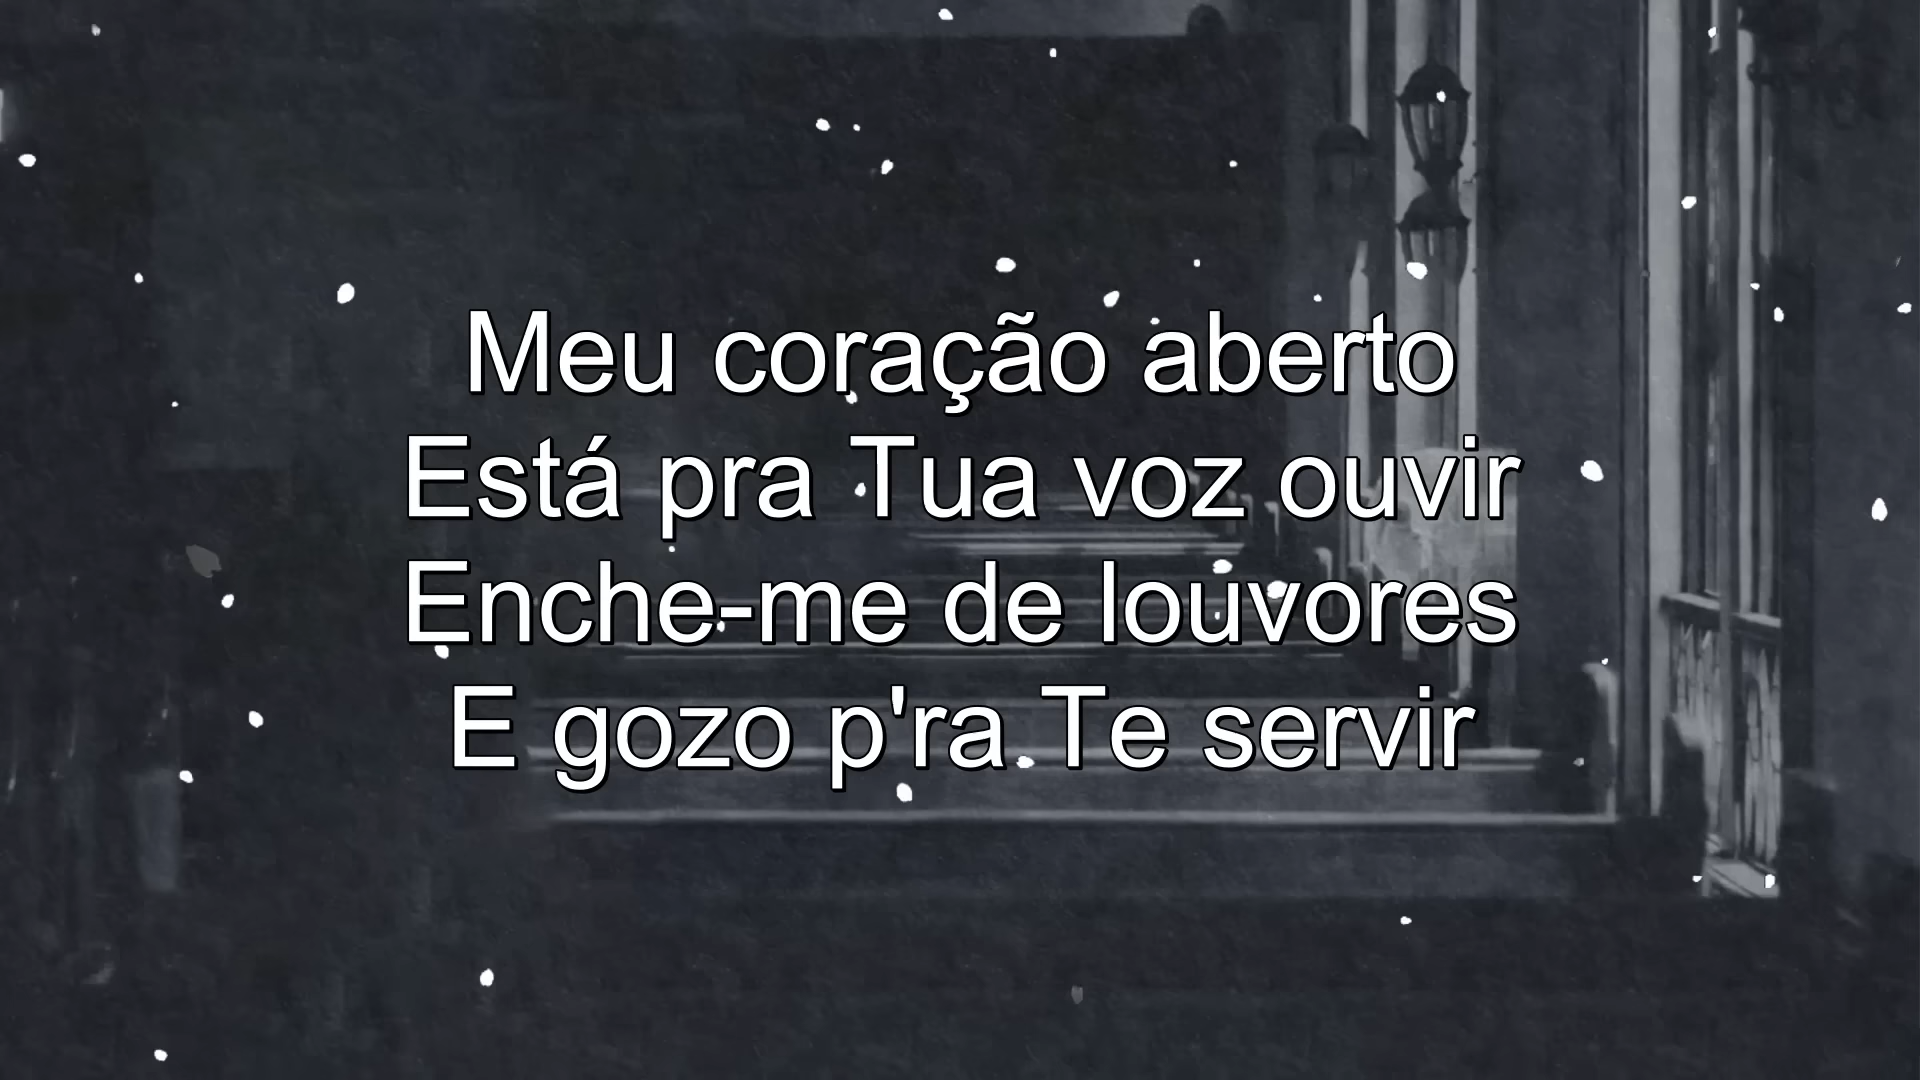 Meu coração aberto
Está pra Tua voz ouvir
Enche-me de louvores
E gozo p'ra Te servir